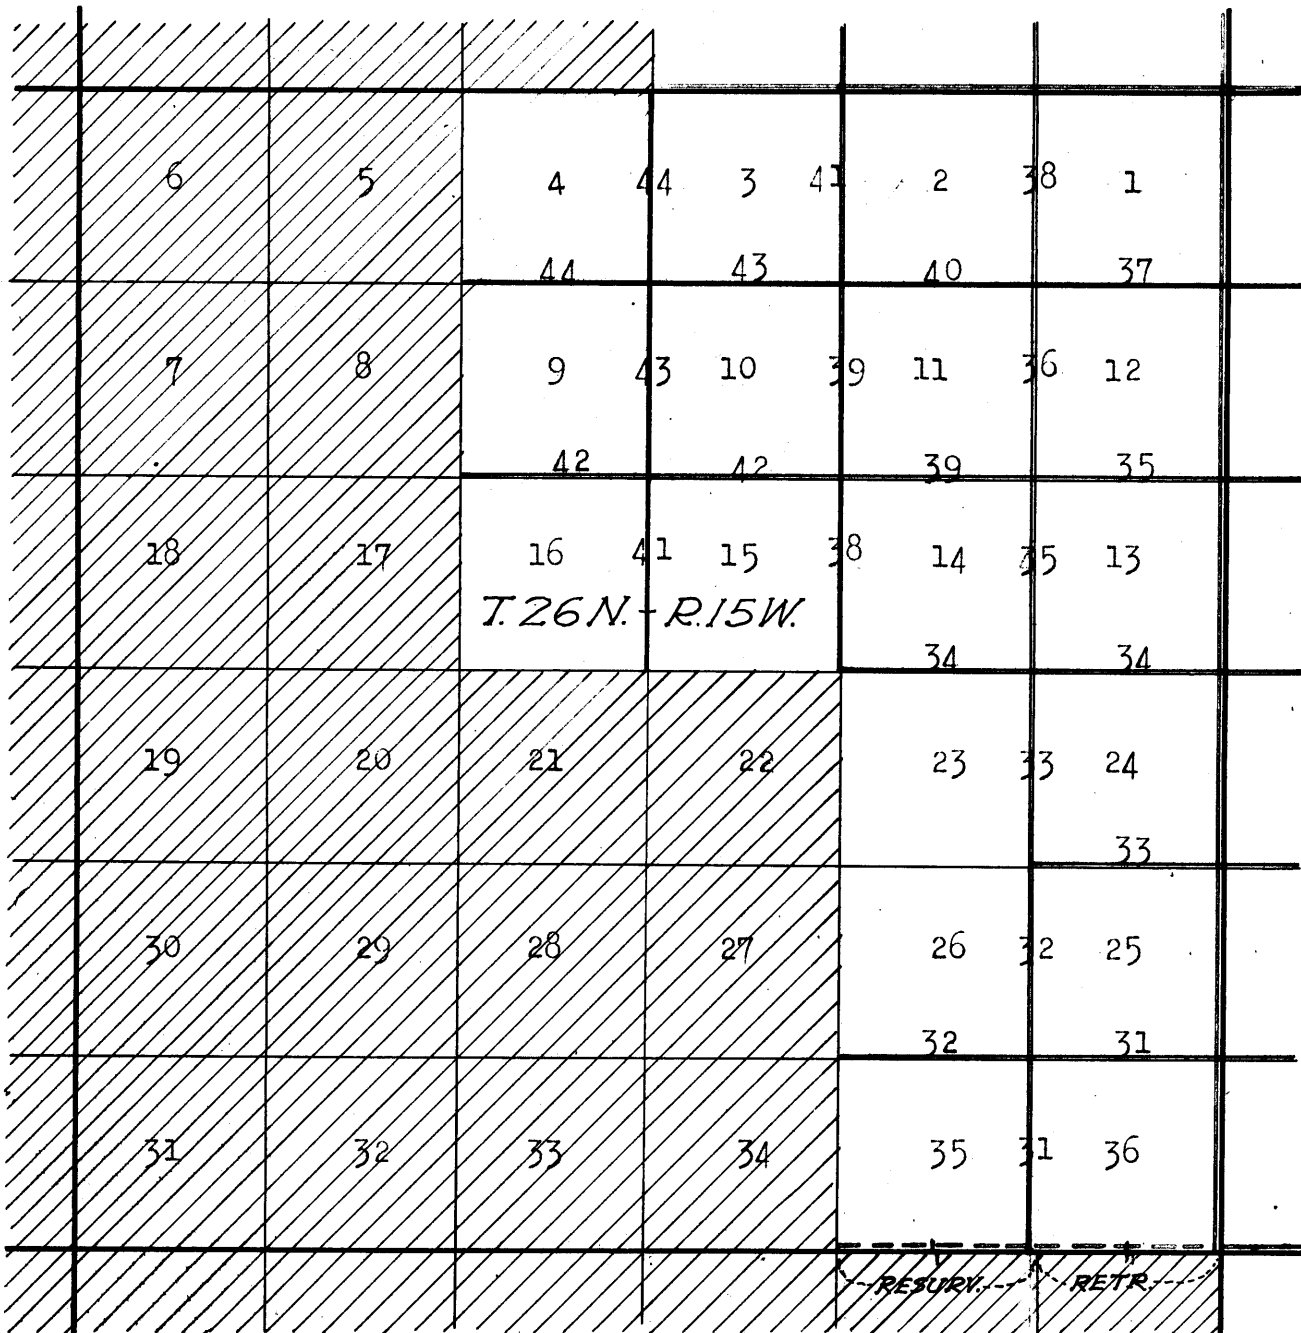 6 5 4 44 3 41 2 38 1
44 43 40 37
7 8 9 43 10 39 11 36 12
42 42 39 35
18 17 16 41 15 38 14 35 13
T.26N.-R.15W.
34 34
19 20 21 22 23 33 24
33
30 29 28 27 26 32 25
32 31
31 32 33 34 35 31 36
RESURV. RETR.